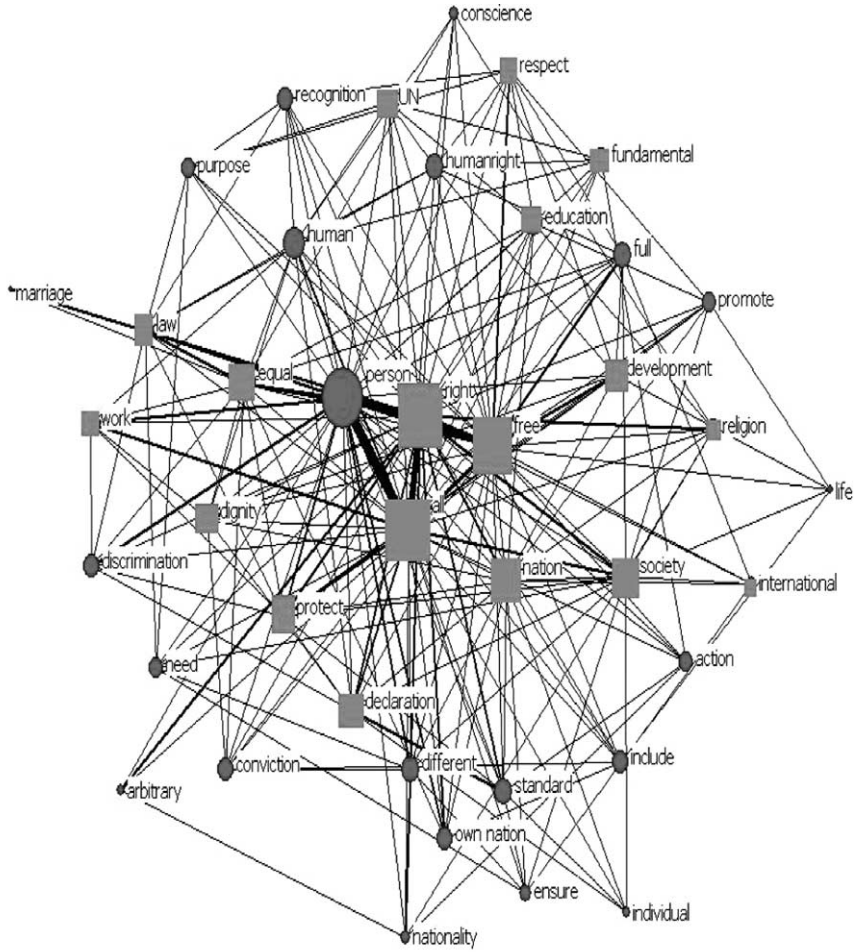 conscience
respect
recognition
UN
humanright
fundamental
purpose
education
human
full
marriage
promote
law
equal
person
right
development
work
free
religion
all
life
dignity
discrimination
nation
society
international
protect
need
action
declaration
conviction
different
include
arbitrary
standard
own nation
ensure
individual
nationality